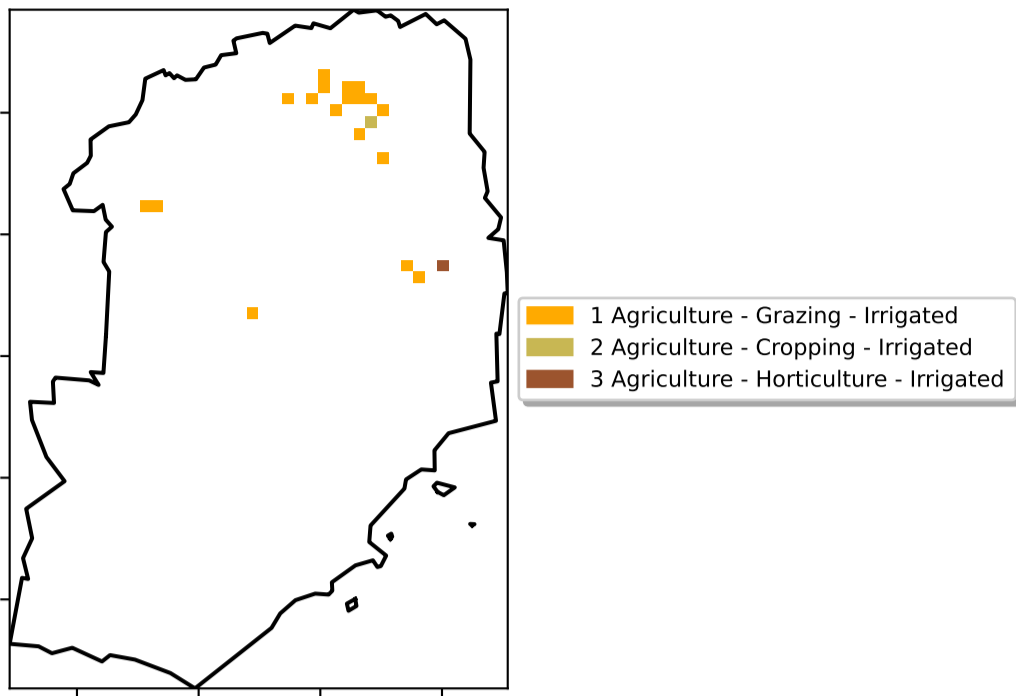 1 Agriculture - Grazing - Irrigated
2 Agriculture - Cropping - Irrigated
3 Agriculture - Horticulture - Irrigated